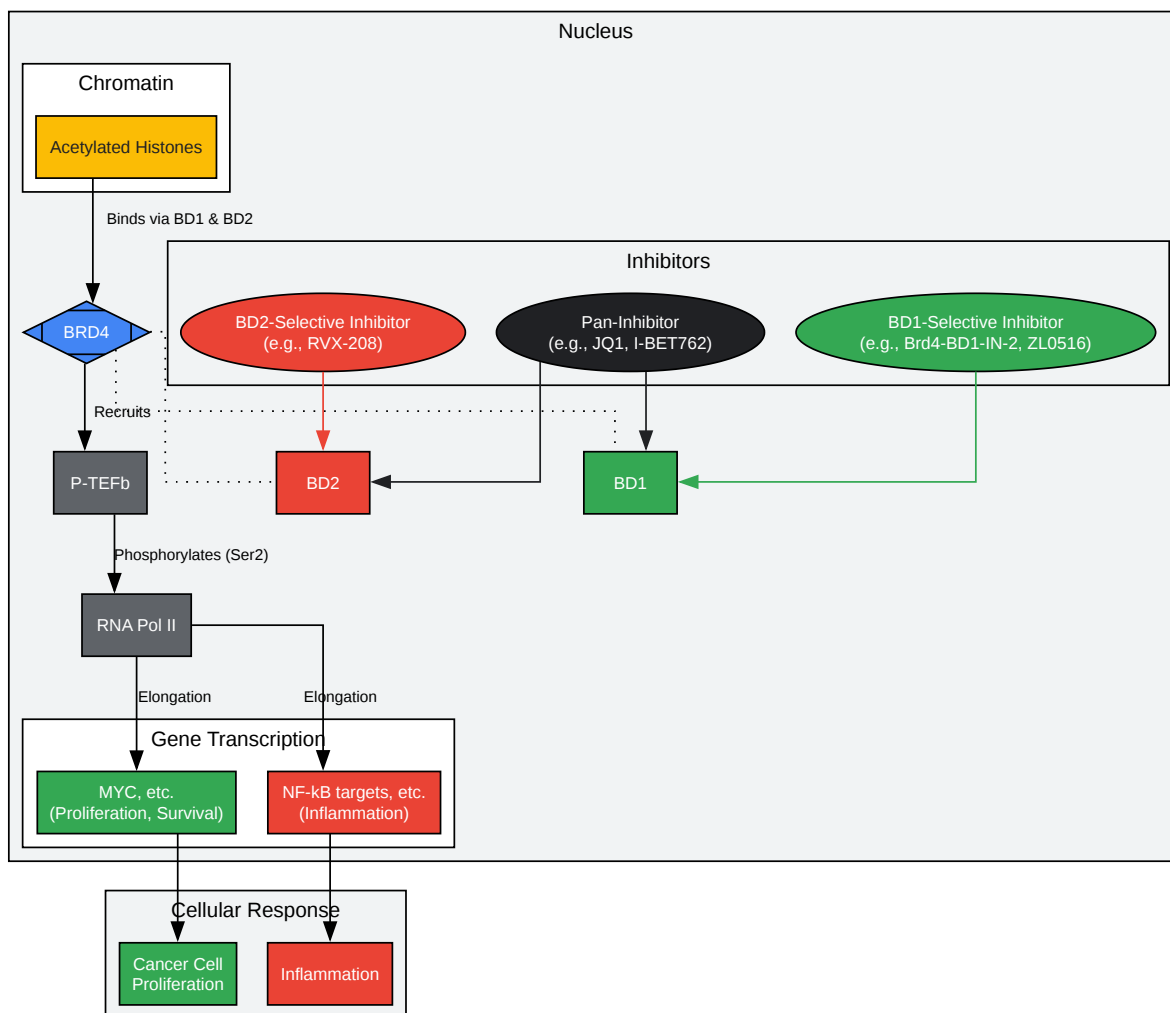 Nucleus
Chromatin
Acetylated Histones
Binds via BD1 & BD2
Inhibitors
BRD4
BD2-Selective Inhibitor
(e.g., RVX-208)
Pan-Inhibitor
(e.g., JQ1, I-BET762)
BD1-Selective Inhibitor
(e.g., Brd4-BD1-IN-2, ZL0516)
Recruits
P-TEFb
BD2
BD1
Phosphorylates (Ser2)
RNA Pol II
Elongation
Elongation
Gene Transcription
MYC, etc.
(Proliferation, Survival)
NF-kB targets, etc.
(Inflammation)
Cellular Response
Cancer Cell
Proliferation
Inflammation